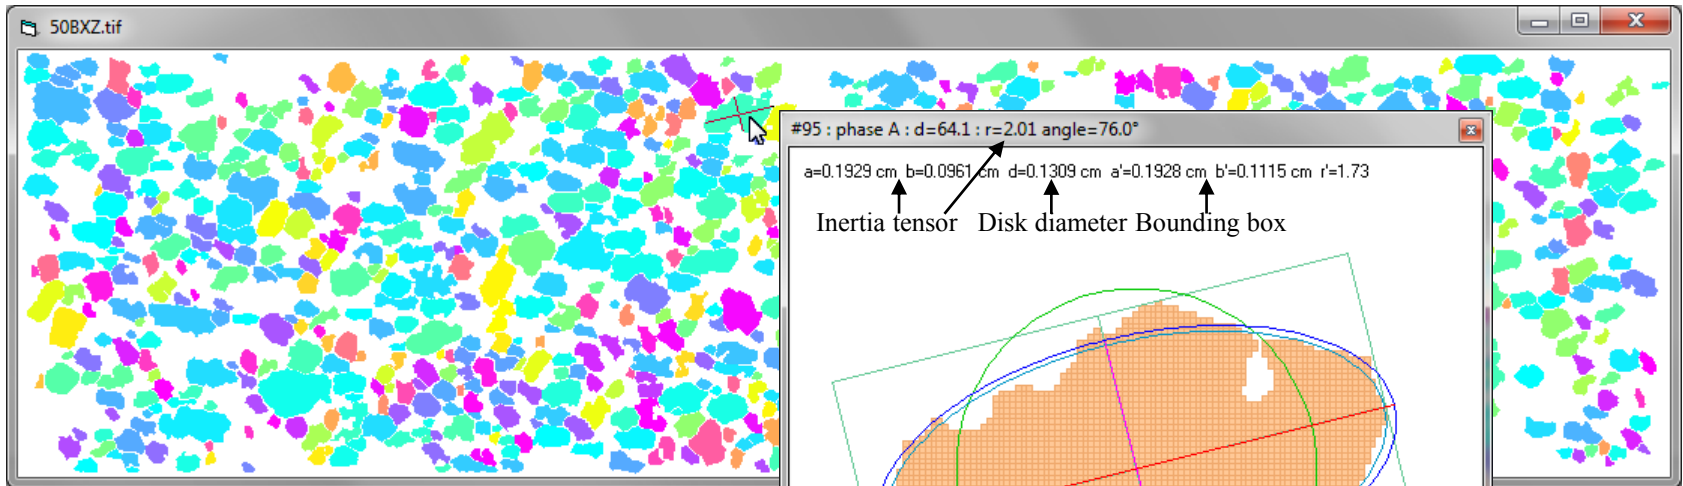 50BXZ.tif
#95 : phase A : d=64.1 : r=2.01 angle=76.0°
a=0.1929 cm b=0.0961 cm d=0.1309 cm a'=0.1928 cm b'=0.1115 cm r'=1.73
Inertia tensor Disk diameter Bounding box